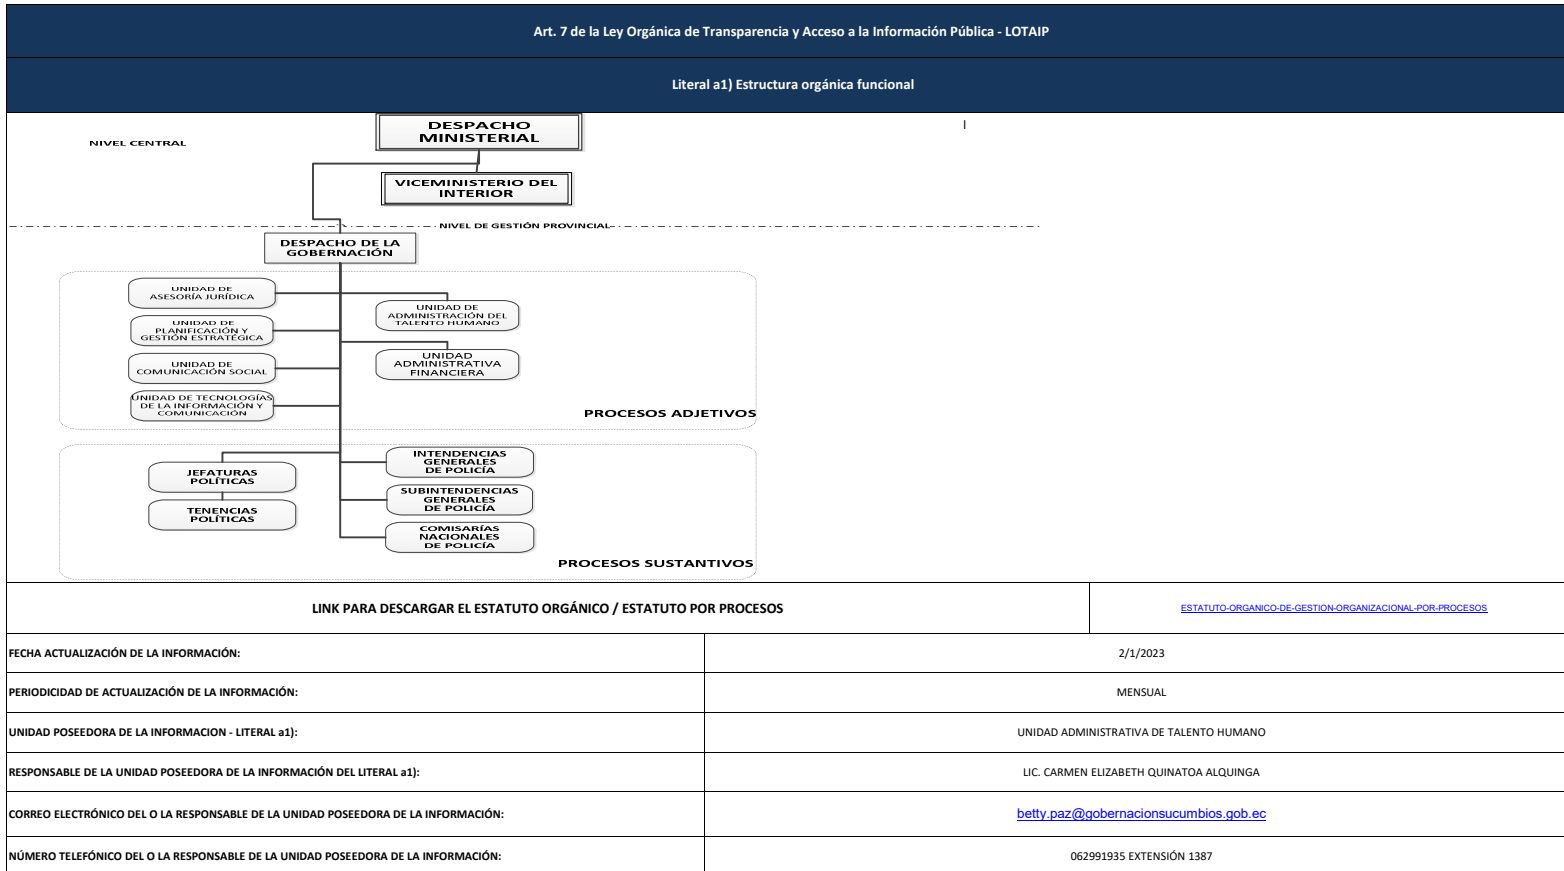 Art. 7 de la Ley Orgánica de Transparencia y Acceso a la Información Pública - LOTAIP
Literal a1) Estructura orgánica funcional
NIVEL CENTRAL
DESPACHO
MINISTERIAL
I
VICEMINISTERIO DEL
INTERIOR
NIVEL DE GESTIÓN PROVINCIAL
DESPACHO DE LA
GOBERNACIÓN
UNIDAD DE
ASESORÍA JURÍDICA
UNIDAD DE
ADMINISTRACIÓN DEL
TALENTO HUMANO
UNIDAD DE
PLANIFICACIÓN Y
GESTIÓN ESTRATÉGICA
UNIDAD
ADMINISTRATIVA
FINANCIERA
UNIDAD DE
COMUNICACIÓN SOCIAL
UNIDAD DE TECNOLOGÍAS
DE LA INFORMACIÓN Y
COMUNICACIÓN
PROCESOS ADJETIVOS
JEFATURAS
POLÍTICAS
INTENDENCIAS
GENERALES
DE POLICÍA
TENENCIAS
POLÍTICAS
SUBINTENDENCIAS
GENERALES
DE POLICÍA
COMISARÍAS
NACIONALES
DE POLICÍA
PROCESOS SUSTANTIVOS
LINK PARA DESCARGAR EL ESTATUTO ORGÁNICO / ESTATUTO POR PROCESOS
ESTATUTO-ORGANICO-DE-GESTION-ORGANIZACIONAL-POR-PROCESOS
FECHA ACTUALIZACIÓN DE LA INFORMACIÓN:
2/1/2023
PERIODICIDAD DE ACTUALIZACIÓN DE LA INFORMACIÓN:
MENSUAL
UNIDAD POSEEDORA DE LA INFORMACION - LITERAL a1):
UNIDAD ADMINISTRATIVA DE TALENTO HUMANO
RESPONSABLE DE LA UNIDAD POSEEDORA DE LA INFORMACIÓN DEL LITERAL a1):
LIC. CARMEN ELIZABETH QUINATOA ALQUINGA
CORREO ELECTRÓNICO DEL O LA RESPONSABLE DE LA UNIDAD POSEEDORA DE LA INFORMACIÓN:
betty.paz@gobernacionsucumbios.gob.ec
NÚMERO TELEFÓNICO DEL O LA RESPONSABLE DE LA UNIDAD POSEEDORA DE LA INFORMACIÓN:
062991935 EXTENSIÓN 1387